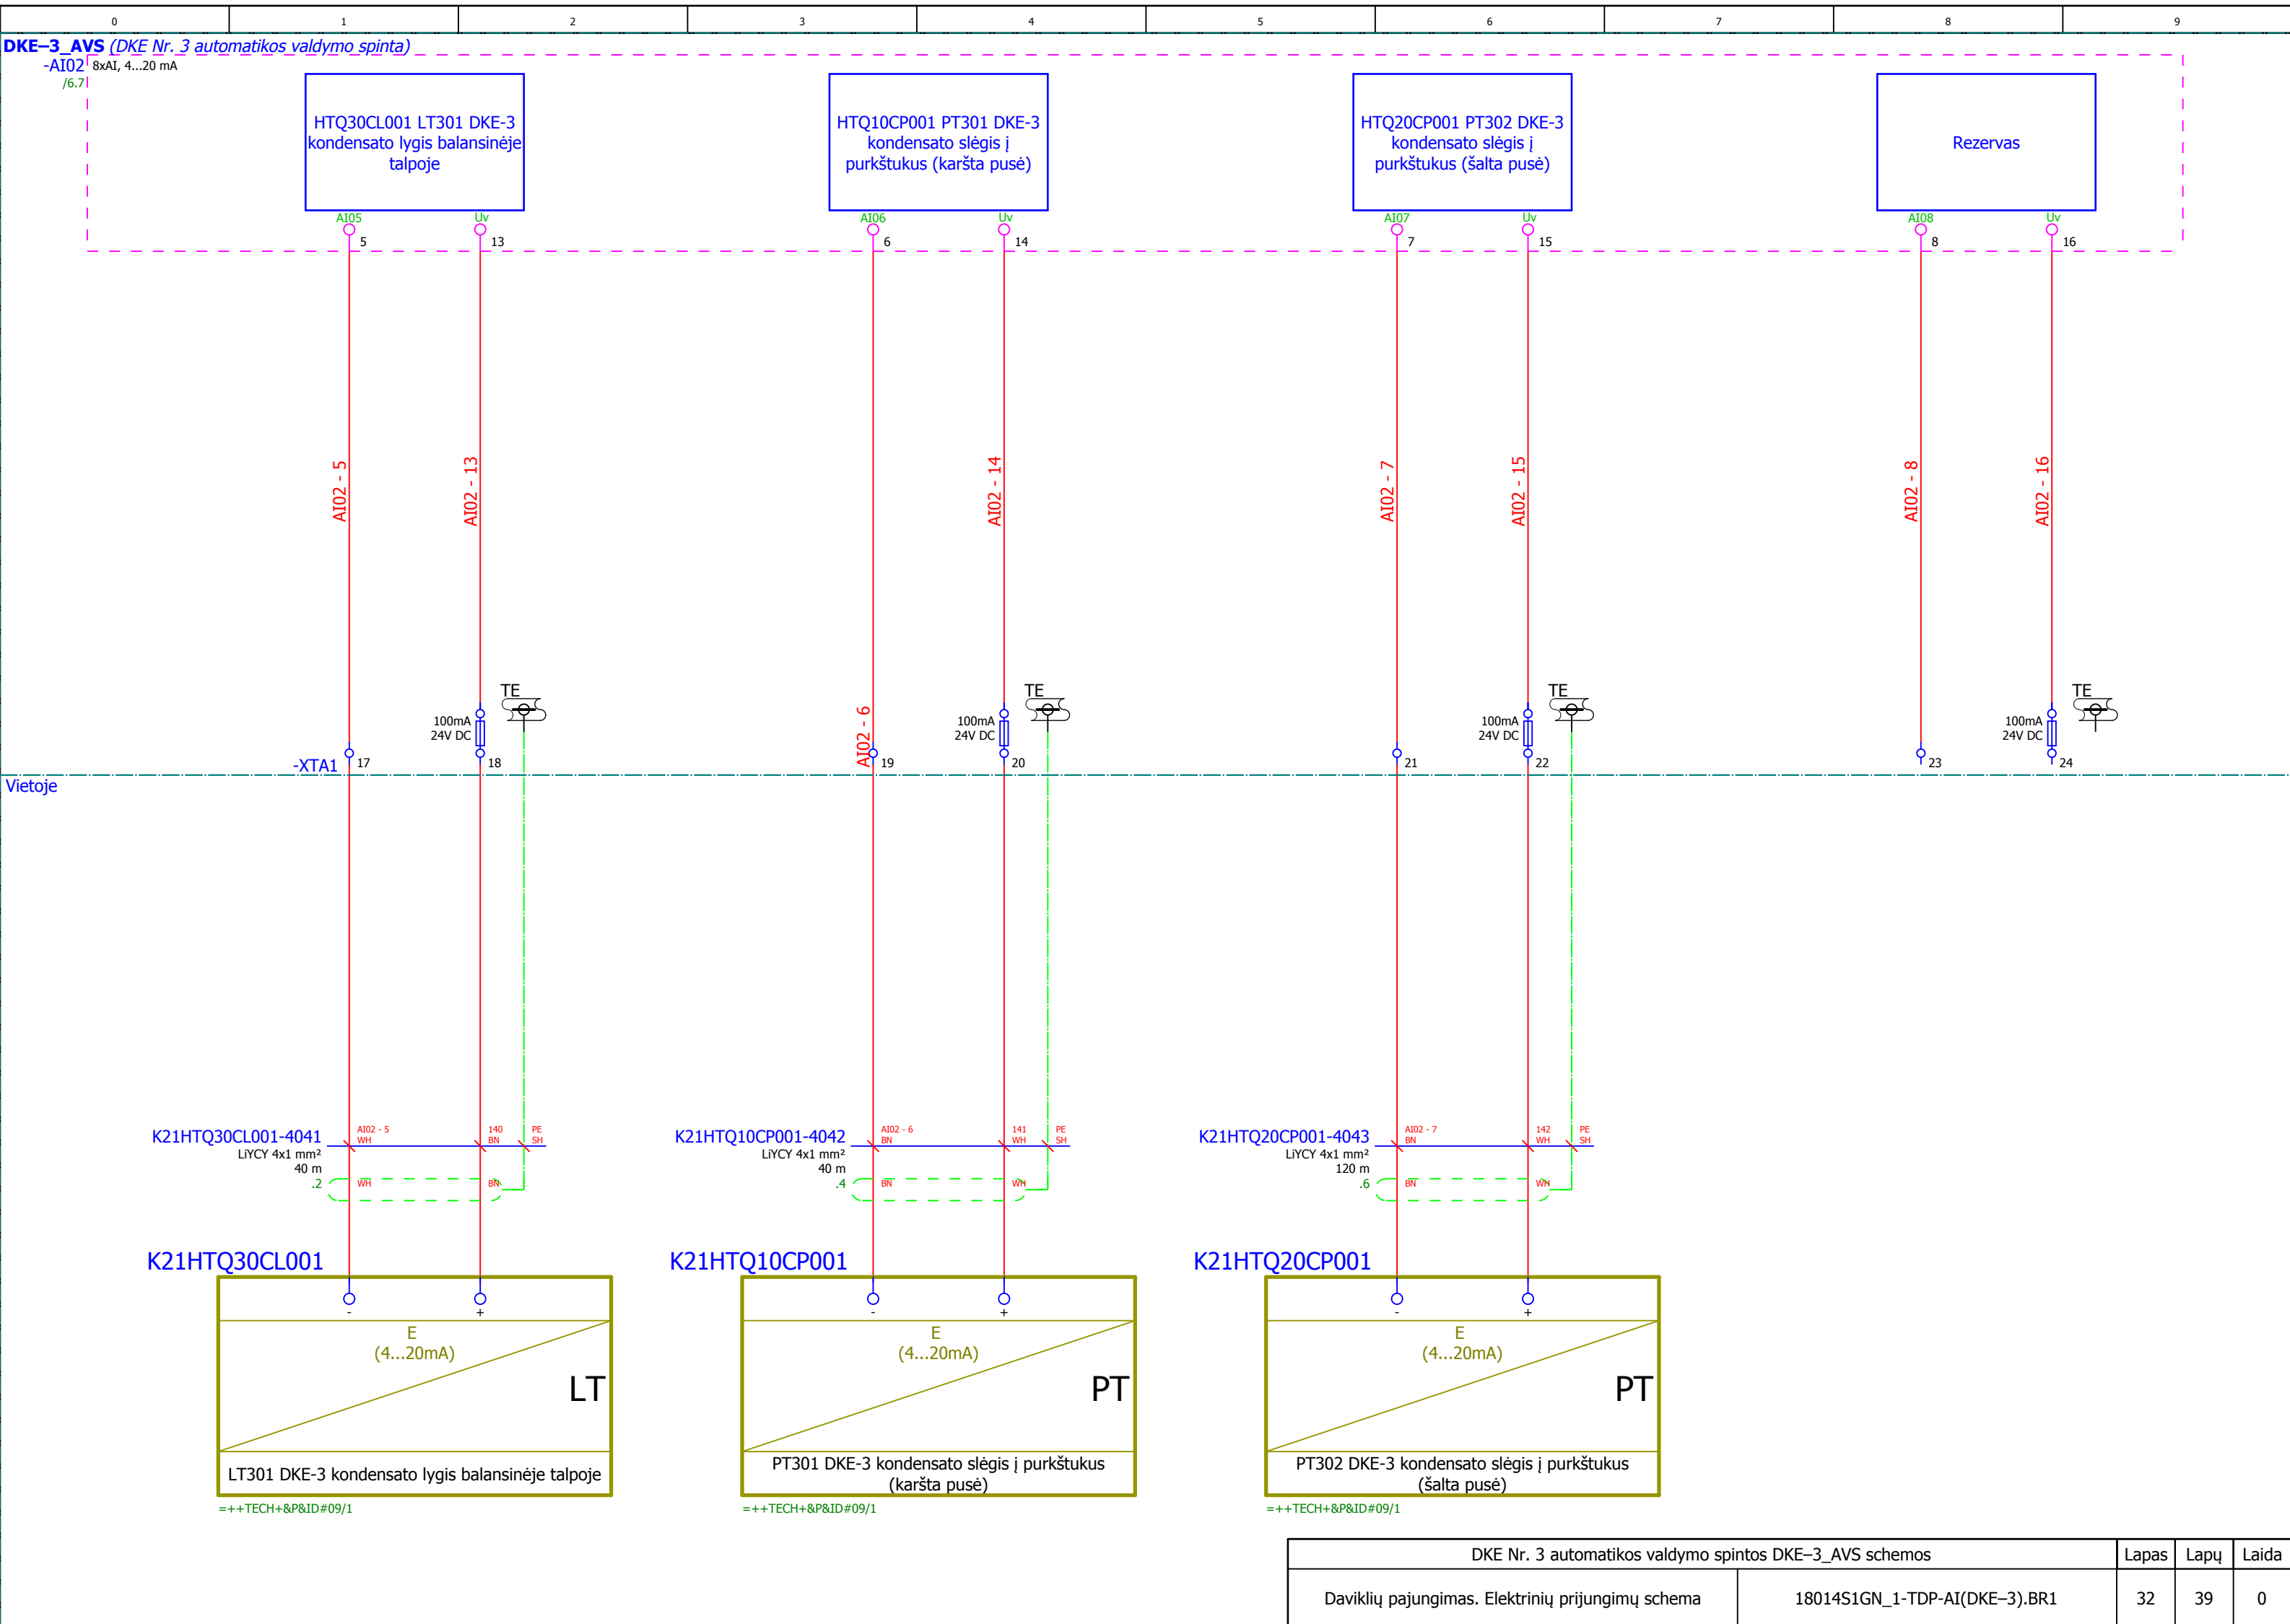 0 1 2 3 4 5 6 7 8 9
DKE–3_AVS (DKE Nr. 3 automatikos valdymo spinta)
-AI02 8xAI, 4...20 mA
/6.7
HTQ30CL001 LT301 DKE-3
kondensato lygis balansinėje
talpoje
HTQ10CP001 PT301 DKE-3
kondensato slėgis į
purkštukus (karšta pusė)
HTQ20CP001 PT302 DKE-3
kondensato slėgis į
purkštukus (šalta pusė)
Rezervas
AI05 Uv AI06 Uv AI07 Uv AI08 Uv
5 13 6 14 7 15 8 16
AI02 - 5
AI02 - 13
AI02 - 6
AI02 - 14
AI02 - 7
AI02 - 15
AI02 - 8
AI02 - 16
TE TE TE TE
100mA 100mA 100mA 100mA
24V DC 24V DC 24V DC 24V DC
-XTA1 17 18 19 20 21 22 23 24
Vietoje
K21HTQ30CL001-4041
LiYCY 4x1 mm²
40 m
.2
AI02 - 5 140 PE
WH BN SH
WH BN
K21HTQ10CP001-4042
LiYCY 4x1 mm²
40 m
.4
AI02 - 6 141 PE
BN WH SH
BN WH
K21HTQ20CP001-4043
LiYCY 4x1 mm²
120 m
.6
AI02 - 7 142 PE
BN WH SH
BN WH
K21HTQ30CL001
- +
E
(4...20mA)
LT
LT301 DKE-3 kondensato lygis balansinėje talpoje
=++TECH+&P&ID#09/1
K21HTQ10CP001
- +
E
(4...20mA)
PT
PT301 DKE-3 kondensato slėgis į purkštukus
(karšta pusė)
=++TECH+&P&ID#09/1
K21HTQ20CP001
- +
E
(4...20mA)
PT
PT302 DKE-3 kondensato slėgis į purkštukus
(šalta pusė)
=++TECH+&P&ID#09/1
DKE Nr. 3 automatikos valdymo spintos DKE–3_AVS schemos Lapas Lapų Laida
Daviklių pajungimas. Elektrinių prijungimų schema 18014S1GN_1-TDP-AI(DKE–3).BR1 32 39 0